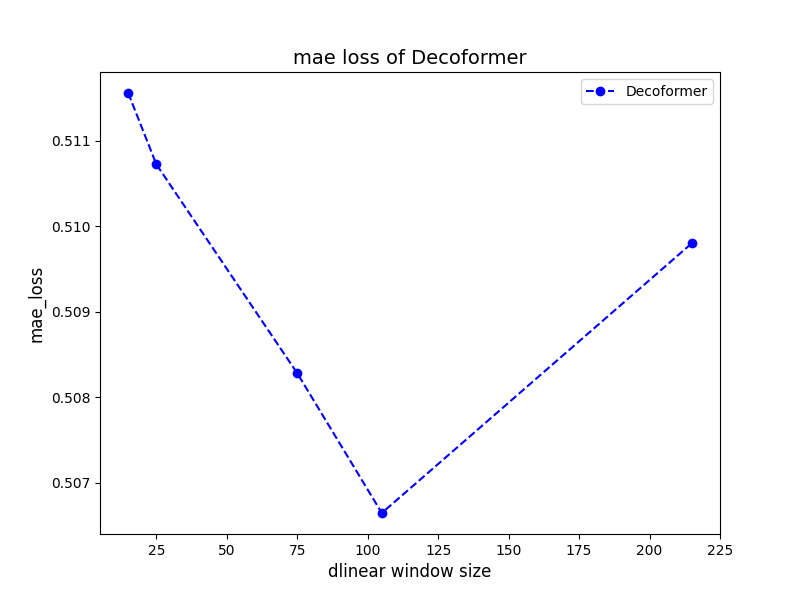 mae loss of Decoformer
Decoformer
0.511
0.510
0.509
0.508
0.507
mae_loss
25 50 75 100 125 150 175 200 225
dlinear window size